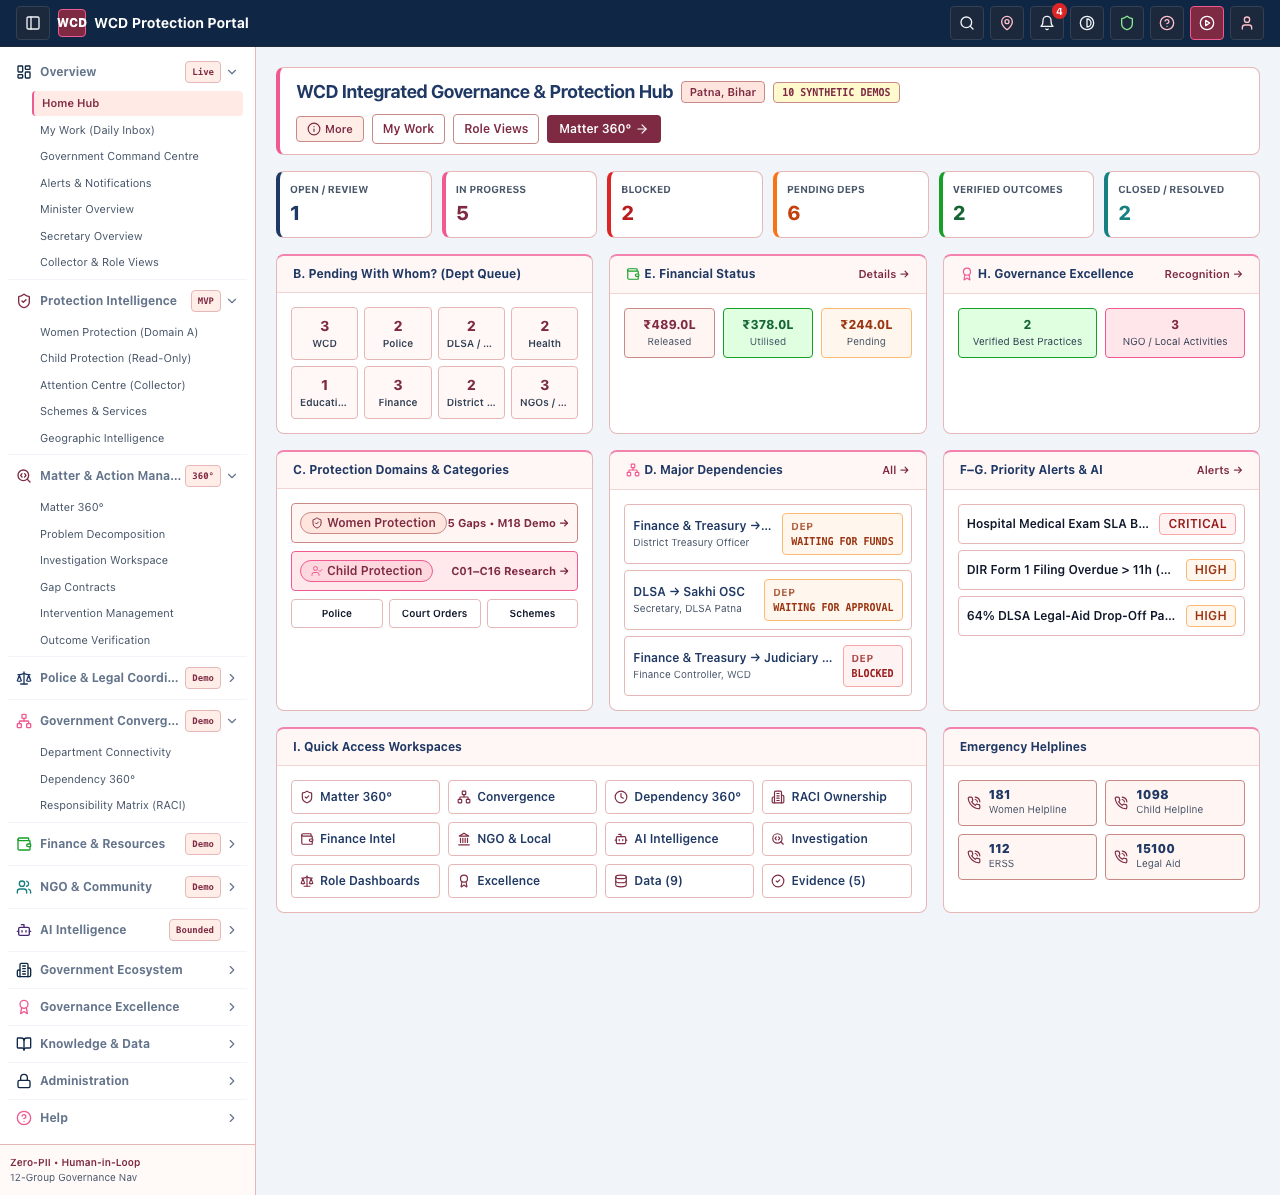 WCD WCD Protection Portal
4
Overview Live
Home Hub
My Work (Daily Inbox)
Government Command Centre
Alerts & Notifications
Minister Overview
Secretary Overview
Collector & Role Views
Protection Intelligence MVP
Women Protection (Domain A)
Child Protection (Read-Only)
Attention Centre (Collector)
Schemes & Services
Geographic Intelligence
Matter & Action Mana... 360°
Matter 360°
Problem Decomposition
Investigation Workspace
Gap Contracts
Intervention Management
Outcome Verification
Police & Legal Coordi... Demo
Government Converg... Demo
Department Connectivity
Dependency 360°
Responsibility Matrix (RACI)
Finance & Resources Demo
NGO & Community Demo
AI Intelligence Bounded
Government Ecosystem
Governance Excellence
Knowledge & Data
Administration
Help
Zero-PII • Human-in-Loop
12-Group Governance Nav
WCD Integrated Governance & Protection Hub Patna, Bihar 10 SYNTHETIC DEMOS
More My Work Role Views Matter 360° →
OPEN / REVIEW
1
IN PROGRESS
5
BLOCKED
2
PENDING DEPS
6
VERIFIED OUTCOMES
2
CLOSED / RESOLVED
2
B. Pending With Whom? (Dept Queue)
3 2 2 2
WCD Police DLSA / ... Health
1 3 2 3
Educati... Finance District ... NGOs / ...
E. Financial Status Details →
₹489.0L ₹378.0L ₹244.0L
Released Utilised Pending
H. Governance Excellence Recognition →
2 3
Verified Best Practices NGO / Local Activities
C. Protection Domains & Categories
Women Protection 5 Gaps • M18 Demo →
Child Protection C01–C16 Research →
Police Court Orders Schemes
D. Major Dependencies All →
Finance & Treasury →...
District Treasury Officer
DEP
WAITING FOR FUNDS
DLSA → Sakhi OSC
Secretary, DLSA Patna
DEP
WAITING FOR APPROVAL
Finance & Treasury → Judiciary ...
Finance Controller, WCD
DEP
BLOCKED
F–G. Priority Alerts & AI Alerts →
Hospital Medical Exam SLA B... CRITICAL
DIR Form 1 Filing Overdue > 11h (... HIGH
64% DLSA Legal-Aid Drop-Off Pa... HIGH
I. Quick Access Workspaces
Matter 360° Convergence Dependency 360° RACI Ownership
Finance Intel NGO & Local AI Intelligence Investigation
Role Dashboards Excellence Data (9) Evidence (5)
Emergency Helplines
181
Women Helpline
1098
Child Helpline
112
ERSS
15100
Legal Aid